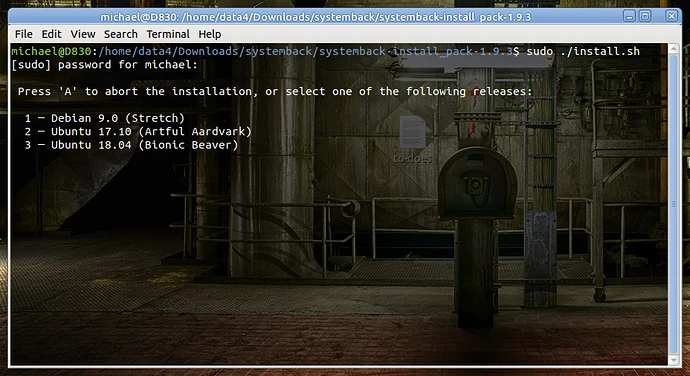 michael@D830: /home/data4/Downloads/systemback/systemback-install_pack-1.9.3
File Edit View Search Terminal Help
michael@D830:/home/data4/Downloads/systemback/systemback-install_pack-1.9.3$ sudo ./install.sh
[sudo] password for michael:
Press 'A' to abort the installation, or select one of the following releases:
1 — Debian 9.0 (Stretch)
2 — Ubuntu 17.10 (Artful Aardvark)
3 — Ubuntu 18.04 (Bionic Beaver)
to-does